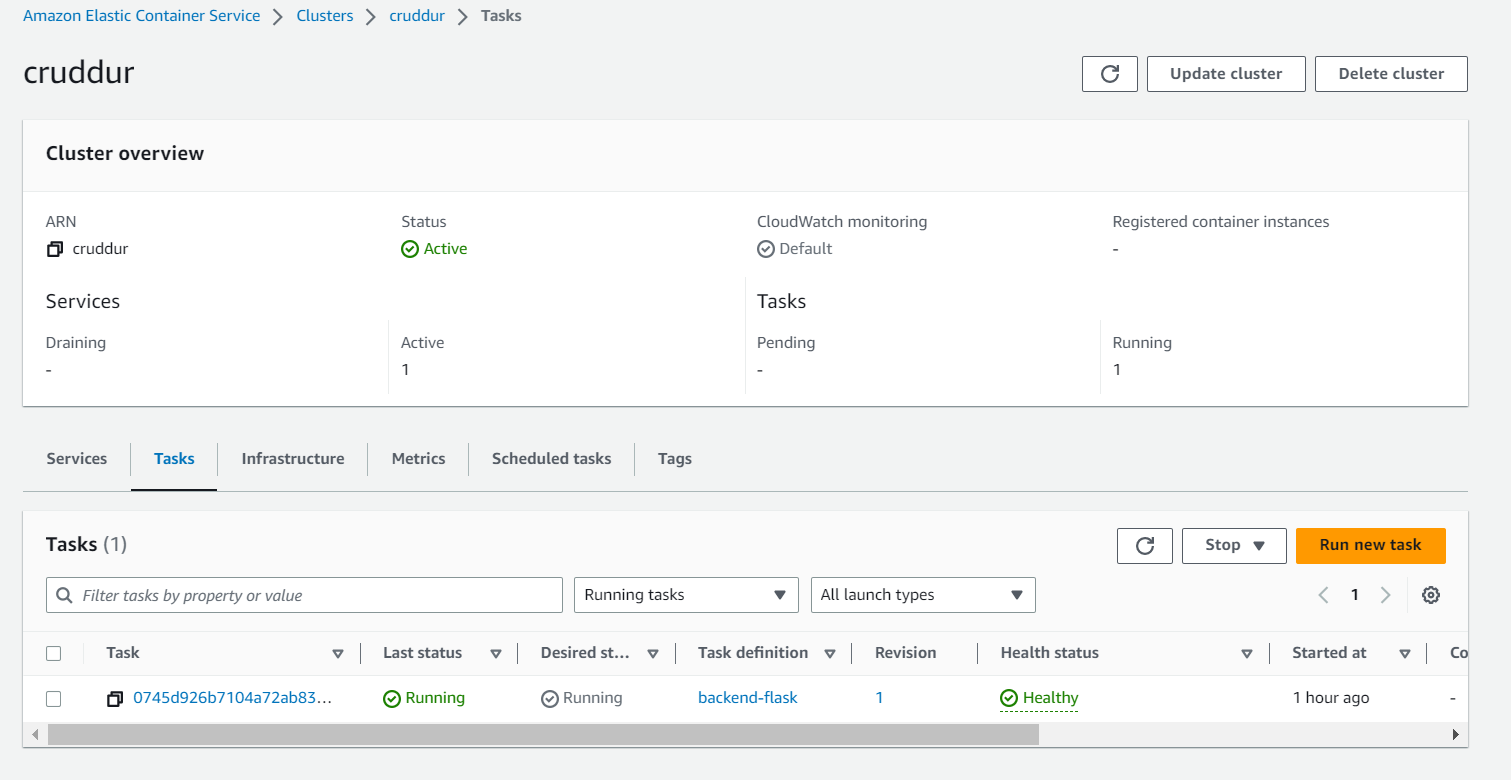 Amazon Elastic Container Service > Clusters > cruddur > Tasks
cruddur
Update cluster Delete cluster
Cluster overview
ARN Status CloudWatch monitoring Registered container instances
cruddur Active Default -
Services Tasks
Draining Active Pending Running
- 1 - 1
Services Tasks Infrastructure Metrics Scheduled tasks Tags
Tasks (1) Stop Run new task
Filter tasks by property or value Running tasks All launch types 1
Task Last status Desired st... Task definition Revision Health status Started at Co
0745d926b7104a72ab83... Running Running backend-flask 1 Healthy 1 hour ago -